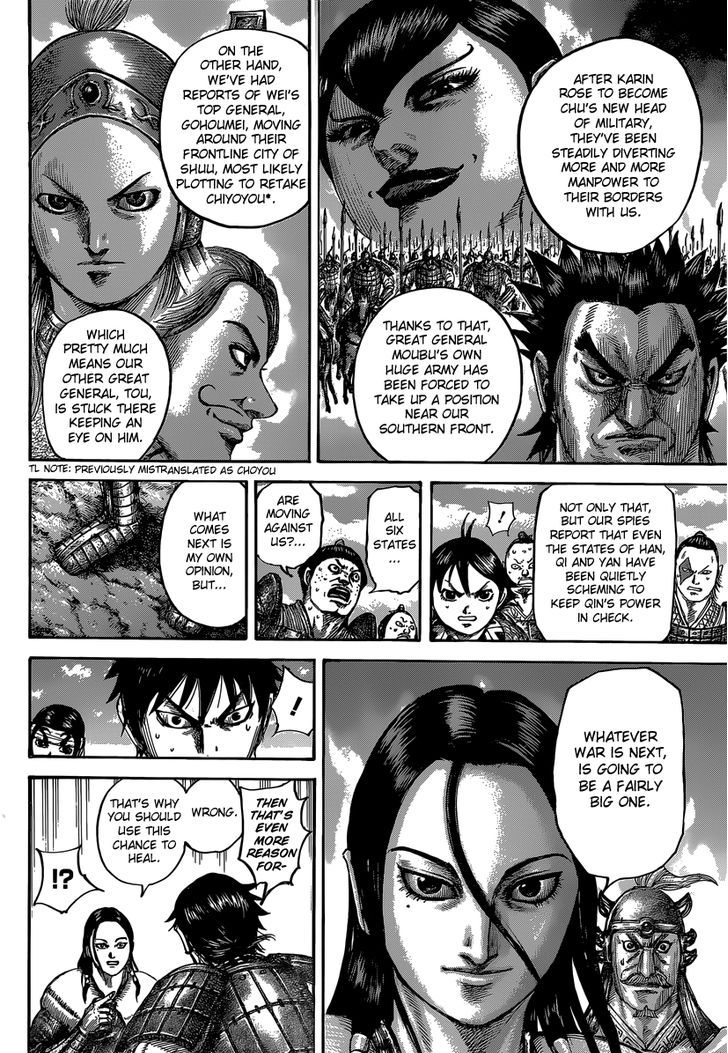 AFTER KARIN
ROSE TO BECOME
CHU'S NEW HEAD
OF MILITARY,
THEY'VE BEEN
STEADILY DIVERTING
MORE AND MORE
MANPOWER TO
THEIR BORDERS
WITH US.
THANKS TO THAT,
GREAT GENERAL
MOUBU'S OWN
HUGE ARMY HAS
BEEN FORCED TO
TAKE UP A POSITION
NEAR OUR
SOUTHERN FRONT.
ON THE
OTHER HAND,
WE'VE HAD
REPORTS OF WEI'S
TOP GENERAL,
GOHOUMEI, MOVING
AROUND THEIR
FRONTLINE CITY OF
SHUU, MOST LIKELY
PLOTTING TO RETAKE
CHIYOYOU*.
WHICH
PRETTY MUCH
MEANS OUR
OTHER GREAT
GENERAL, TOU,
IS STUCK THERE
KEEPING AN
EYE ON HIM.
TL NOTE: PREVIOUSLY MISTRANSLATED AS CHOYOU
NOT ONLY THAT,
BUT OUR SPIES
REPORT THAT EVEN
THE STATES OF HAN,
QI AND YAN HAVE
BEEN QUIETLY
SCHEMING TO
KEEP QIN'S POWER
IN CHECK.
!
ALL
SIX
STATES
...
ARE
MOVING
AGAINST
US?...
WHAT
COMES
NEXT IS
MY OWN
OPINION,
BUT...
WHATEVER
WAR IS NEXT,
IS GOING TO
BE A FAIRLY
BIG ONE.
!
THEN
THAT'S
EVEN
MORE
REASON
FOR-
WRONG.
THAT'S WHY
YOU SHOULD
USE THIS
CHANCE TO
HEAL.
!?